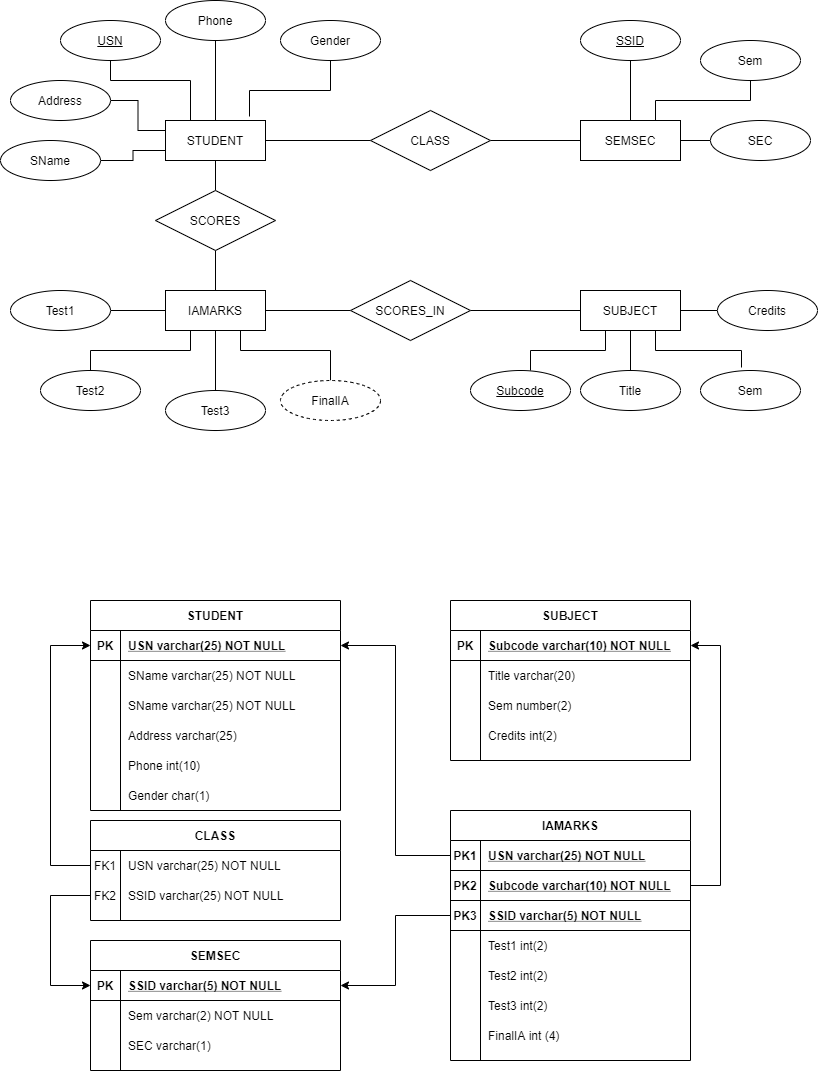 Phone
USN
Gender
SSID
Sem
Address
STUDENT
CLASS
SEMSEC
SEC
SName
SCORES
Test1
IAMARKS
SCORES_IN
SUBJECT
Credits
Test2
Test3
FinalIA
Subcode
Title
Sem
STUDENT
PK USN varchar(25) NOT NULL
SName varchar(25) NOT NULL
SName varchar(25) NOT NULL
Address varchar(25)
Phone int(10)
Gender char(1)
SUBJECT
PK Subcode varchar(10) NOT NULL
Title varchar(20)
Sem number(2)
Credits int(2)
CLASS
FK1 USN varchar(25) NOT NULL
FK2 SSID varchar(25) NOT NULL
IAMARKS
PK1 USN varchar(25) NOT NULL
PK2 Subcode varchar(10) NOT NULL
PK3 SSID varchar(5) NOT NULL
Test1 int(2)
Test2 int(2)
Test3 int(2)
FinalIA int (4)
SEMSEC
PK SSID varchar(5) NOT NULL
Sem varchar(2) NOT NULL
SEC varchar(1)